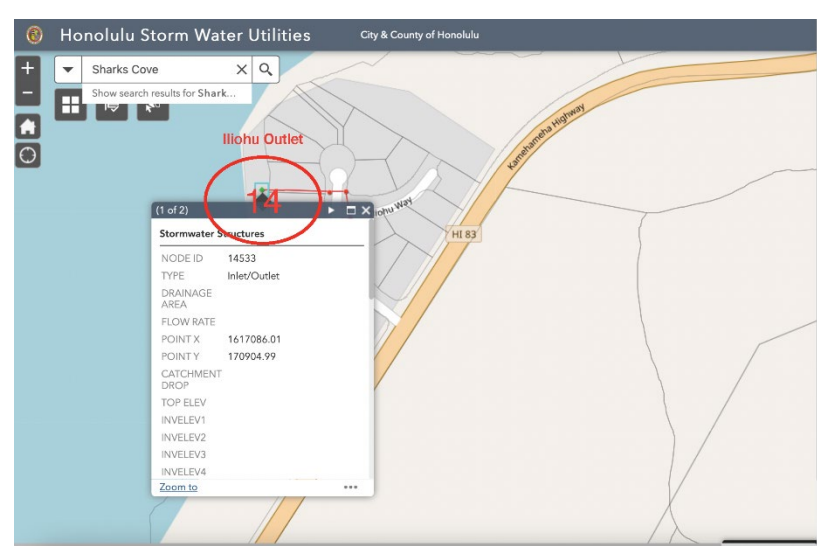 Honolulu Storm Water Utilities
City & County of Honolulu
Sharks Cove
Show search results for Shark...
Iliohu Outlet
14
Kamehameha Highway
HI 83
(1 of 2)
Stormwater Structures
NODE ID 14533
TYPE Inlet/Outlet
DRAINAGE
AREA
FLOW RATE
POINT X 1617086.01
POINT Y 170904.99
CATCHMENT
DROP
TOP ELEV
INVELEV1
INVELEV2
INVELEV3
INVELEV4
Zoom to
Way